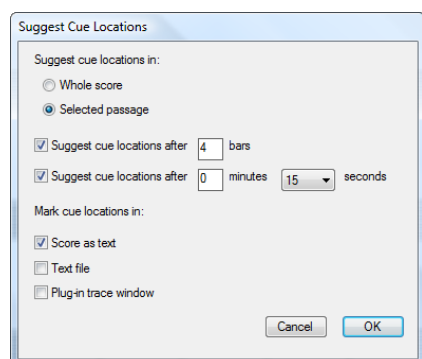 Suggest Cue Locations
Suggest cue locations in:
Whole score
Selected passage
Suggest cue locations after 4 bars
Suggest cue locations after 0 minutes 15 seconds
Mark cue locations in:
Score as text
Text file
Plug-in trace window
Cancel OK